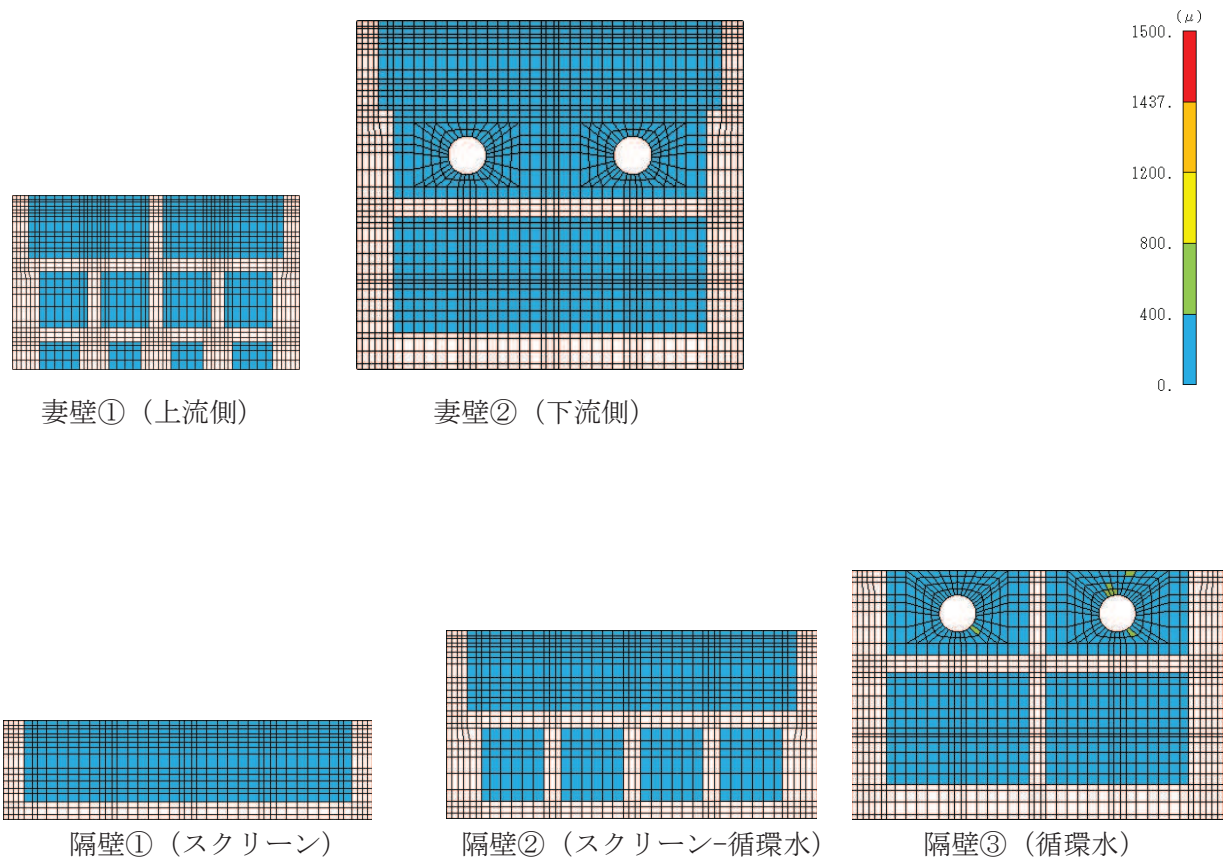 (μ)
1500.
1437.
1200.
800.
400.
0.
妻壁①（上流側）
妻壁②（下流側）
隔壁①（スクリーン）
隔壁②（スクリーン-循環水）
隔壁③（循環水）